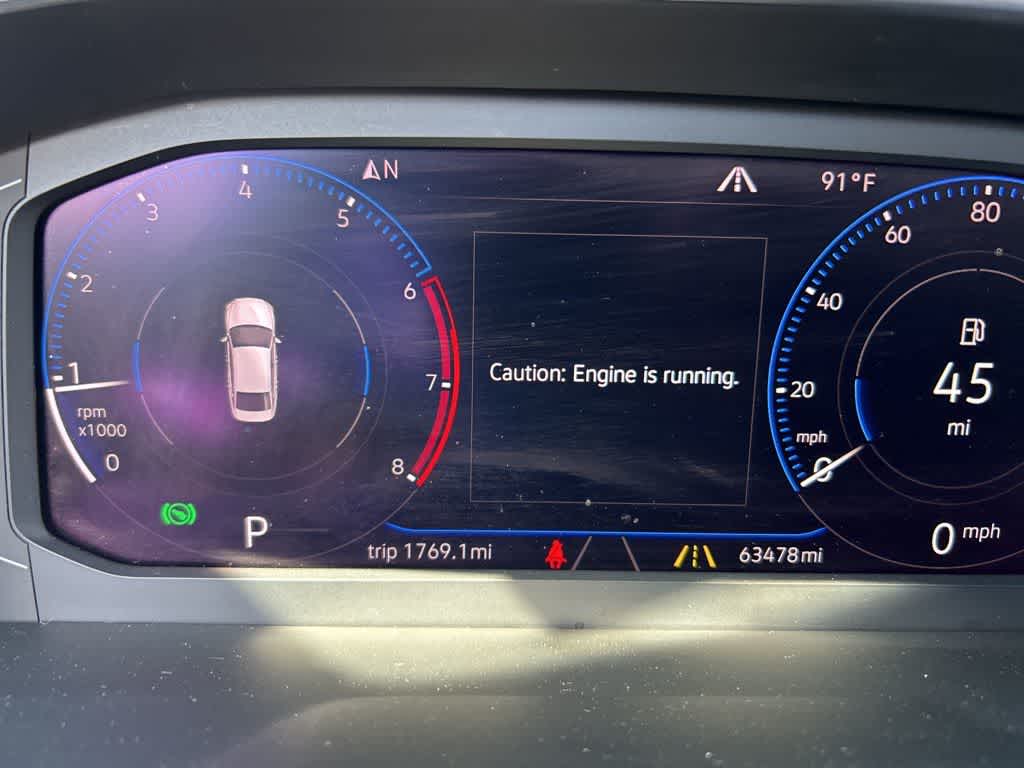 N
91°F
4
3
5
80
60
2
6
40
Caution: Engine is running.
45
mi
1
7
20
rpm
x1000
mph
0
8
0
P
0 mph
trip 1769.1mi
63478mi